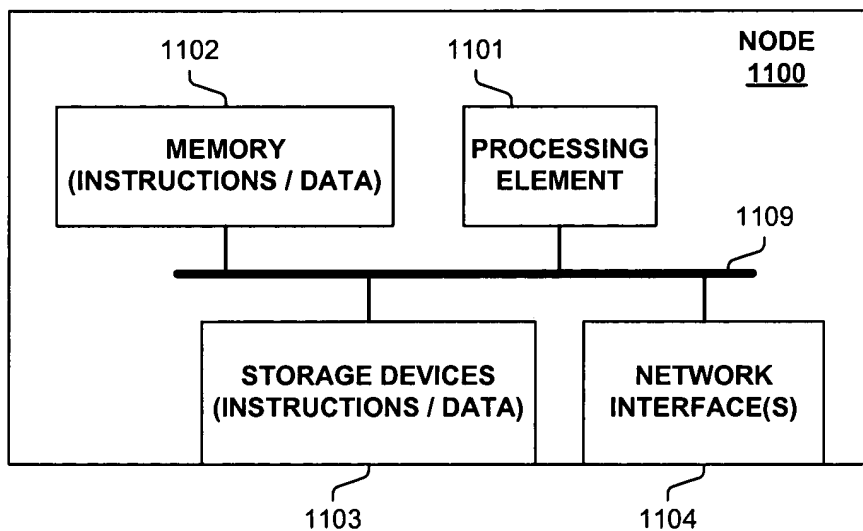 1102
1101
NODE
1100
MEMORY
(INSTRUCTIONS / DATA)
PROCESSING
ELEMENT
1109
STORAGE DEVICES
(INSTRUCTIONS / DATA)
NETWORK
INTERFACE(S)
1103
1104